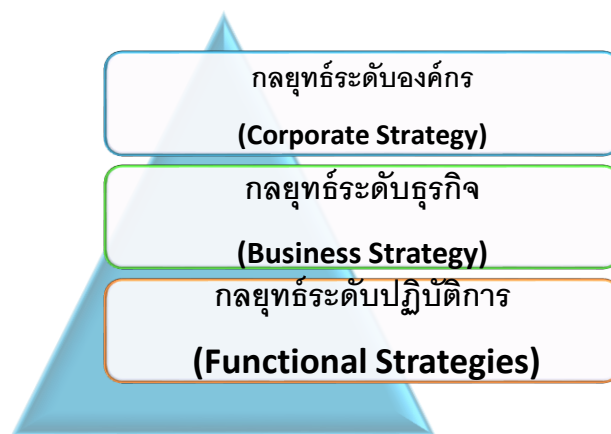 กลยุทธ์ระดับองค์กร
(Corporate Strategy)
กลยุทธ์ระดับธุรกิจ
(Business Strategy)
กลยุทธ์ระดับปฏิบัติการ
(Functional Strategies)